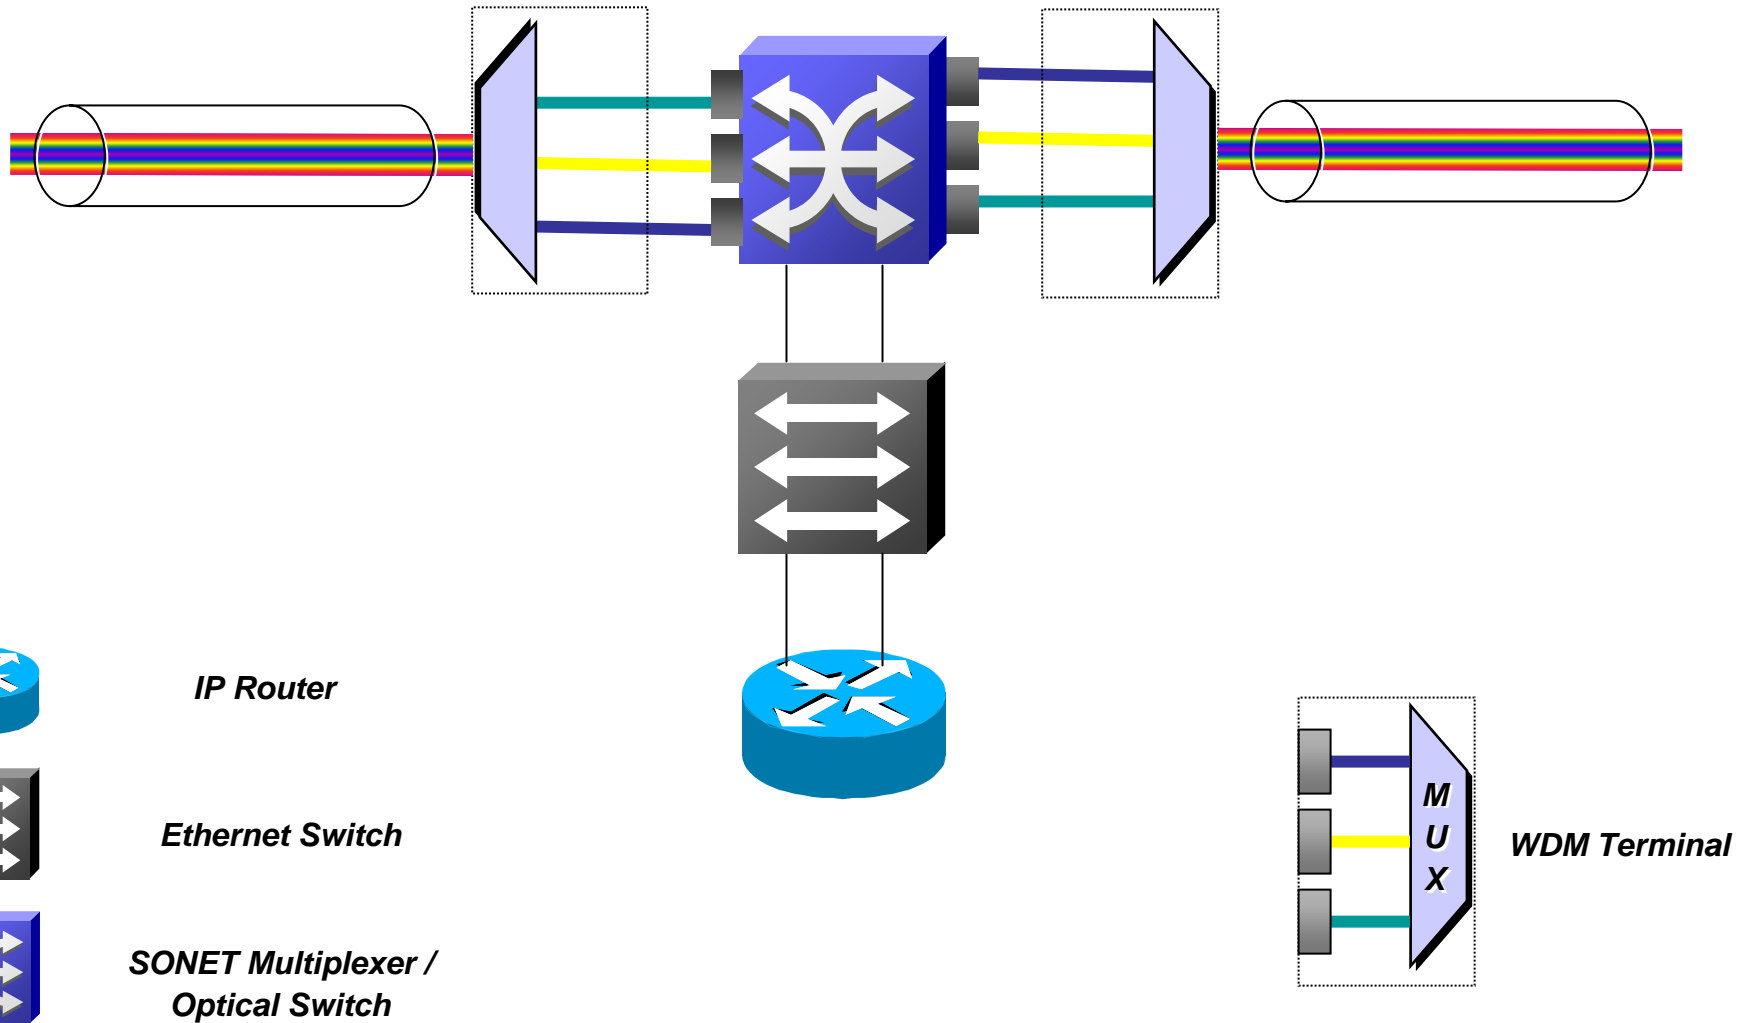 IP Router
Ethernet Switch
SONET Multiplexer /
Optical Switch
M
U
X
WDM Terminal